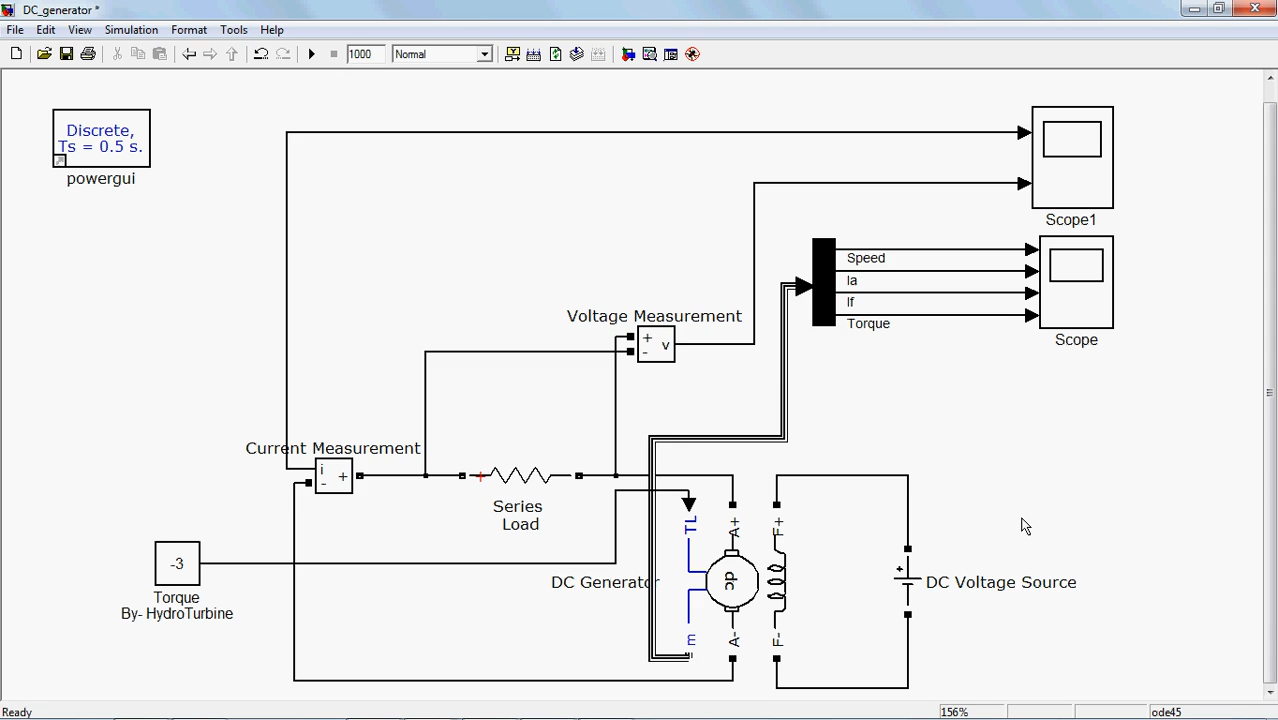 DC_generator *
File Edit View Simulation Format Tools Help
1000 Normal
Discrete,
Ts = 0.5 s.
powergui
Scope1
Speed
Ia
If
Torque
Scope
Voltage Measurement
+
-
v
Current Measurement
i
+
-
+
Series
Load
-3
Torque
By- HydroTurbine
TL
A+
F+
DC Generator
dc
+
DC Voltage Source
m
A-
F-
Ready 156% ode45